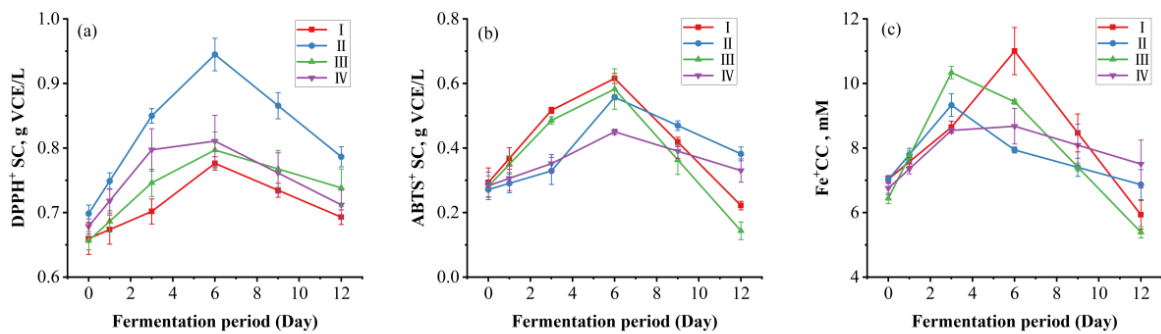 (a)
I
II
III
IV
1.0
0.9
0.8
0.7
0.6
DPPH⁺ SC, g VCE/L
0 2 4 6 8 10 12
Fermentation period (Day)
(b)
I
II
III
IV
0.8
0.6
0.4
0.2
0.0
ABTS⁺ SC, g VCE/L
0 2 4 6 8 10 12
Fermentation period (Day)
(c)
I
II
III
IV
12
10
8
6
4
Fe⁺CC , mM
0 2 4 6 8 10 12
Fermentation period (Day)